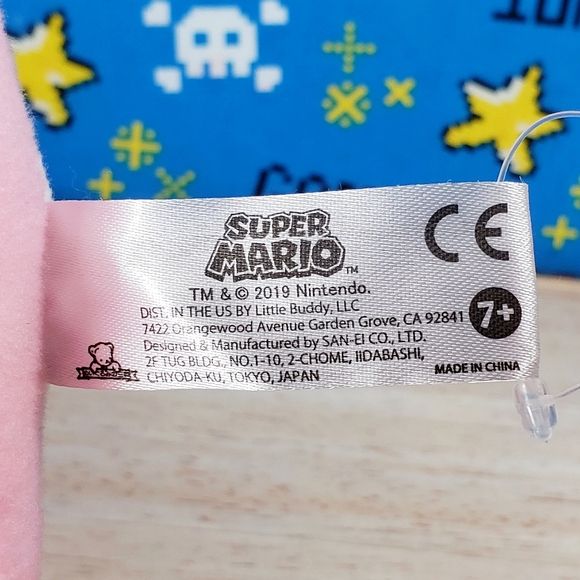 SUPER
MARIO™
TM & © 2019 Nintendo.
DIST. IN THE US BY Little Buddy, LLC
7422 Orangewood Avenue Garden Grove, CA 92841
Designed & Manufactured by SAN-EI CO., LTD.
2F TUG BLDG., NO.1-10, 2-CHOME, IIDABASHI,
CHIYODA-KU, TOKYO, JAPAN
CE
7+
MADE IN CHINA